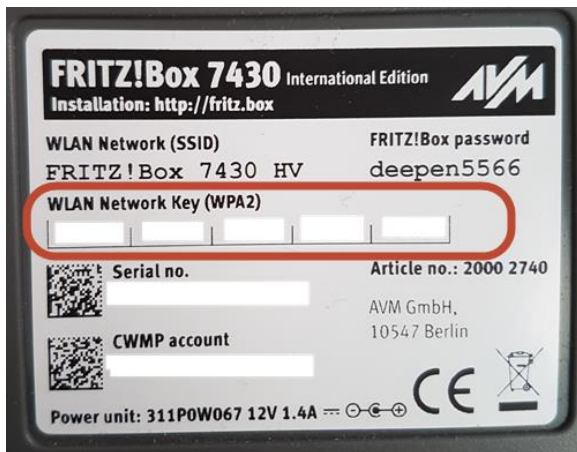 FRITZ!Box 7430 International Edition
AVM
Installation: http://fritz.box
WLAN Network (SSID)
FRITZ!Box password
FRITZ!Box 7430 HV
deepen5566
WLAN Network Key (WPA2)
Serial no.
Article no.: 2000 2740
AVM GmbH,
10547 Berlin
CWMP account
CE
Power unit: 311P0W067 12V 1.4A